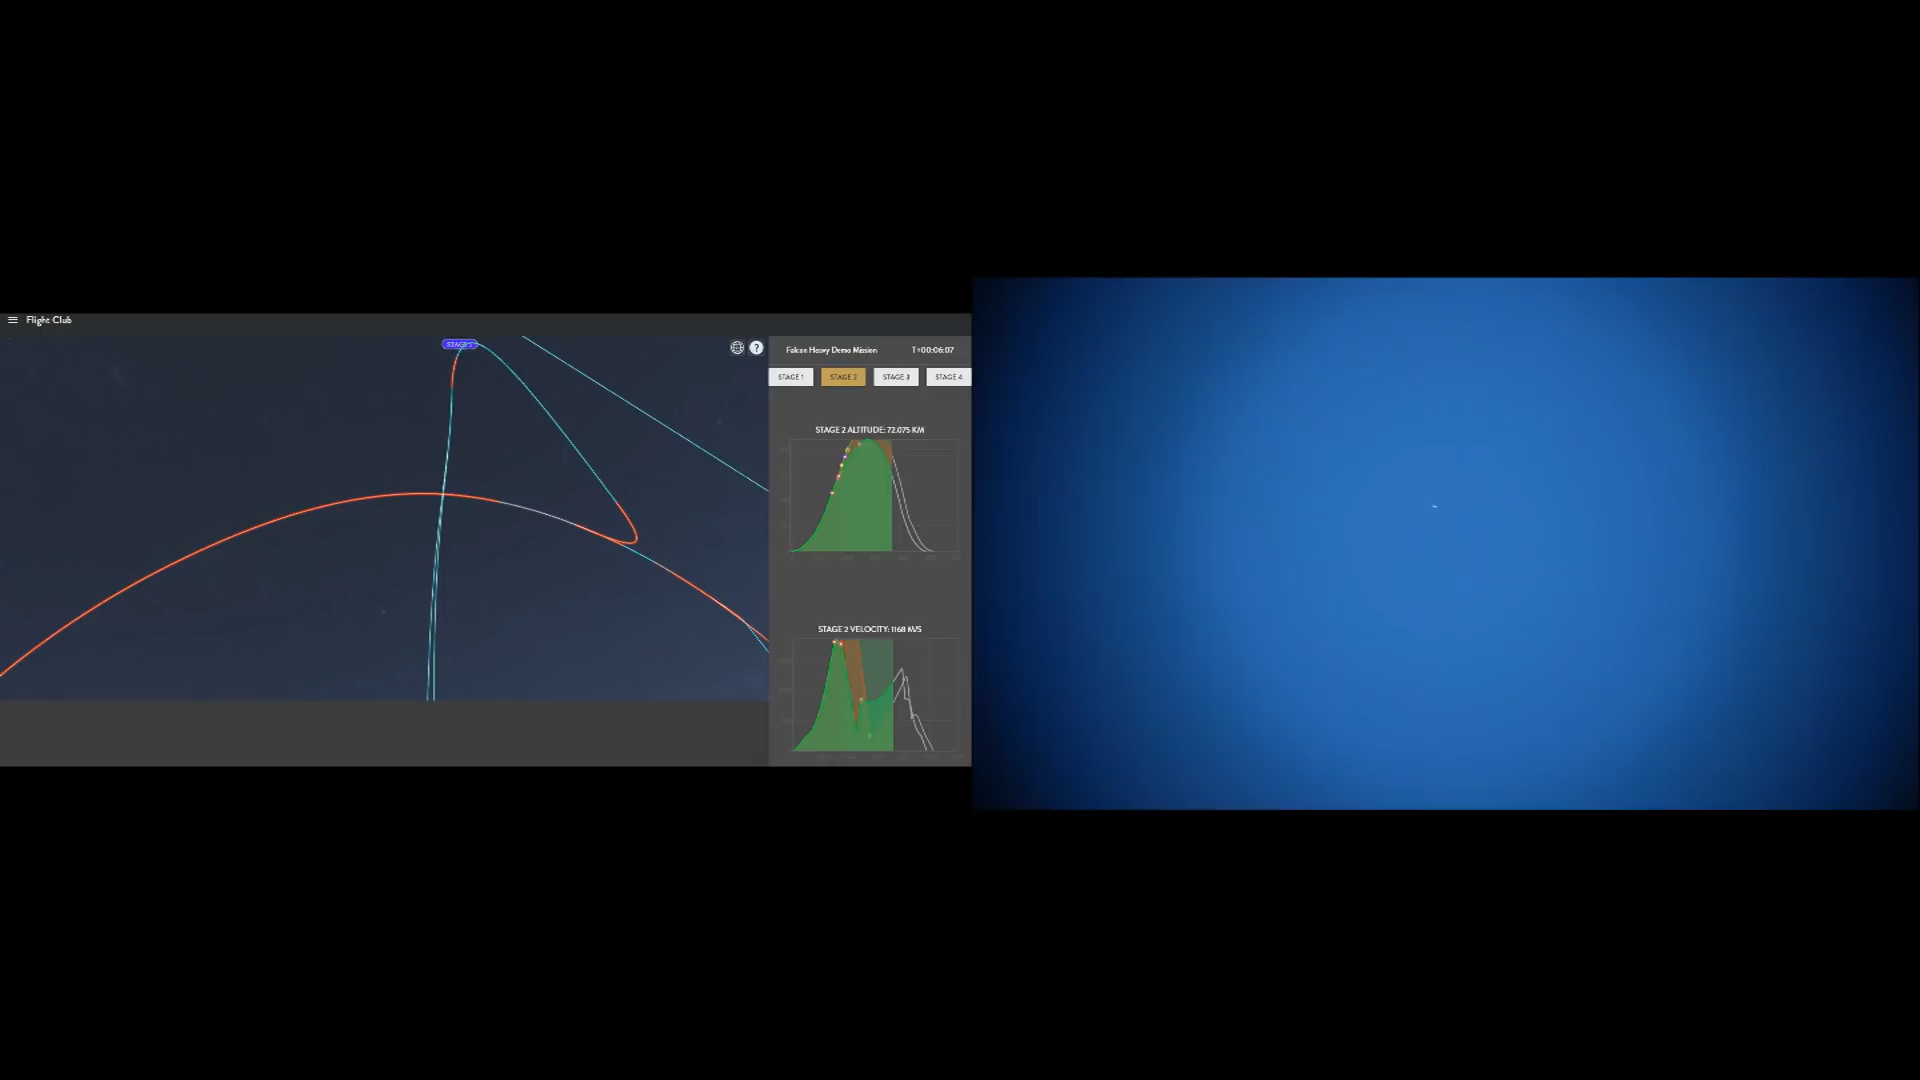 Flight Club
STAGE 2
?
Falcon Heavy Demo Mission T+00:06:07
STAGE 1 STAGE 2 STAGE 3 STAGE 4
STAGE 2 ALTITUDE: 72.075 KM
STAGE 2 VELOCITY: 1168 M/S